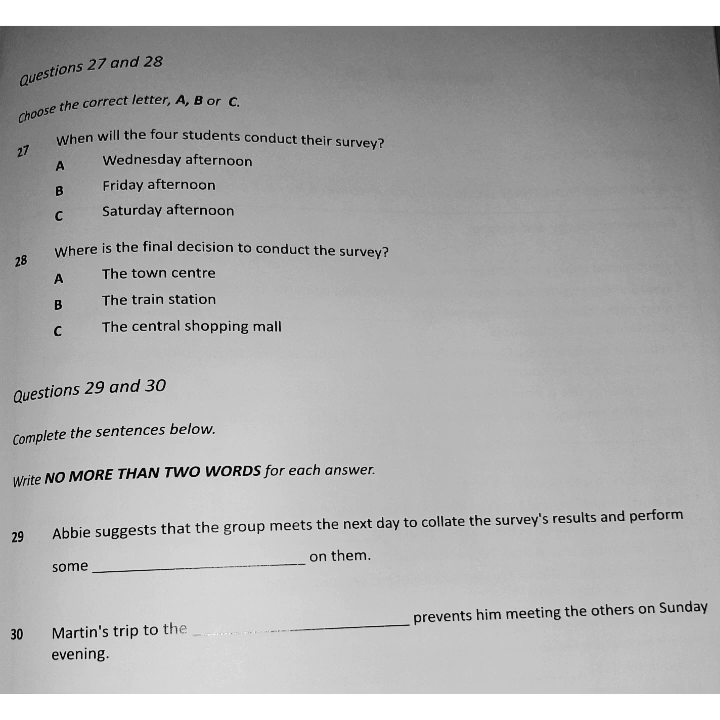 Questions 27 and 28
Choose the correct letter, A, B or C.
27 When will the four students conduct their survey?
A Wednesday afternoon
B Friday afternoon
C Saturday afternoon
28 Where is the final decision to conduct the survey?
A The town centre
B The train station
C The central shopping mall
Questions 29 and 30
Complete the sentences below.
Write NO MORE THAN TWO WORDS for each answer.
29 Abbie suggests that the group meets the next day to collate the survey's results and perform
some ____________________ on them.
30 Martin's trip to the ____________________ prevents him meeting the others on Sunday
evening.